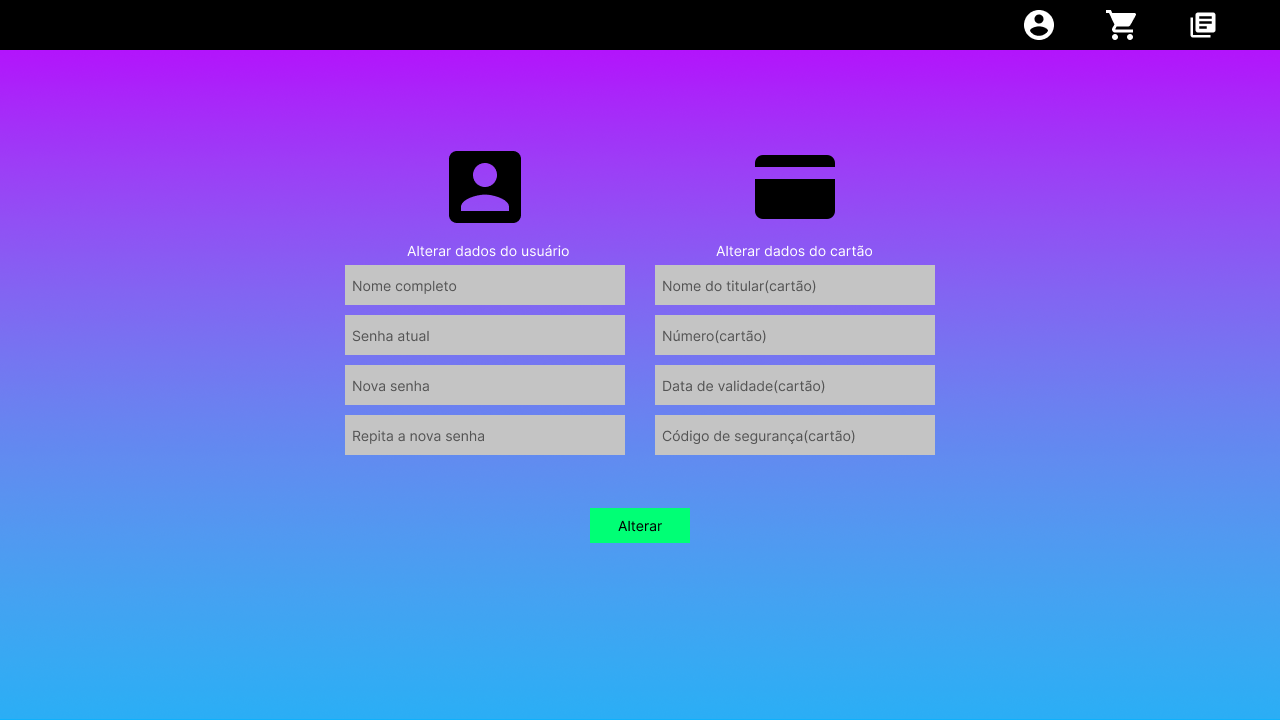 Alterar dados do usuário
Nome completo
Senha atual
Nova senha
Repita a nova senha
Alterar dados do cartão
Nome do titular(cartão)
Número(cartão)
Data de validade(cartão)
Código de segurança(cartão)
Alterar